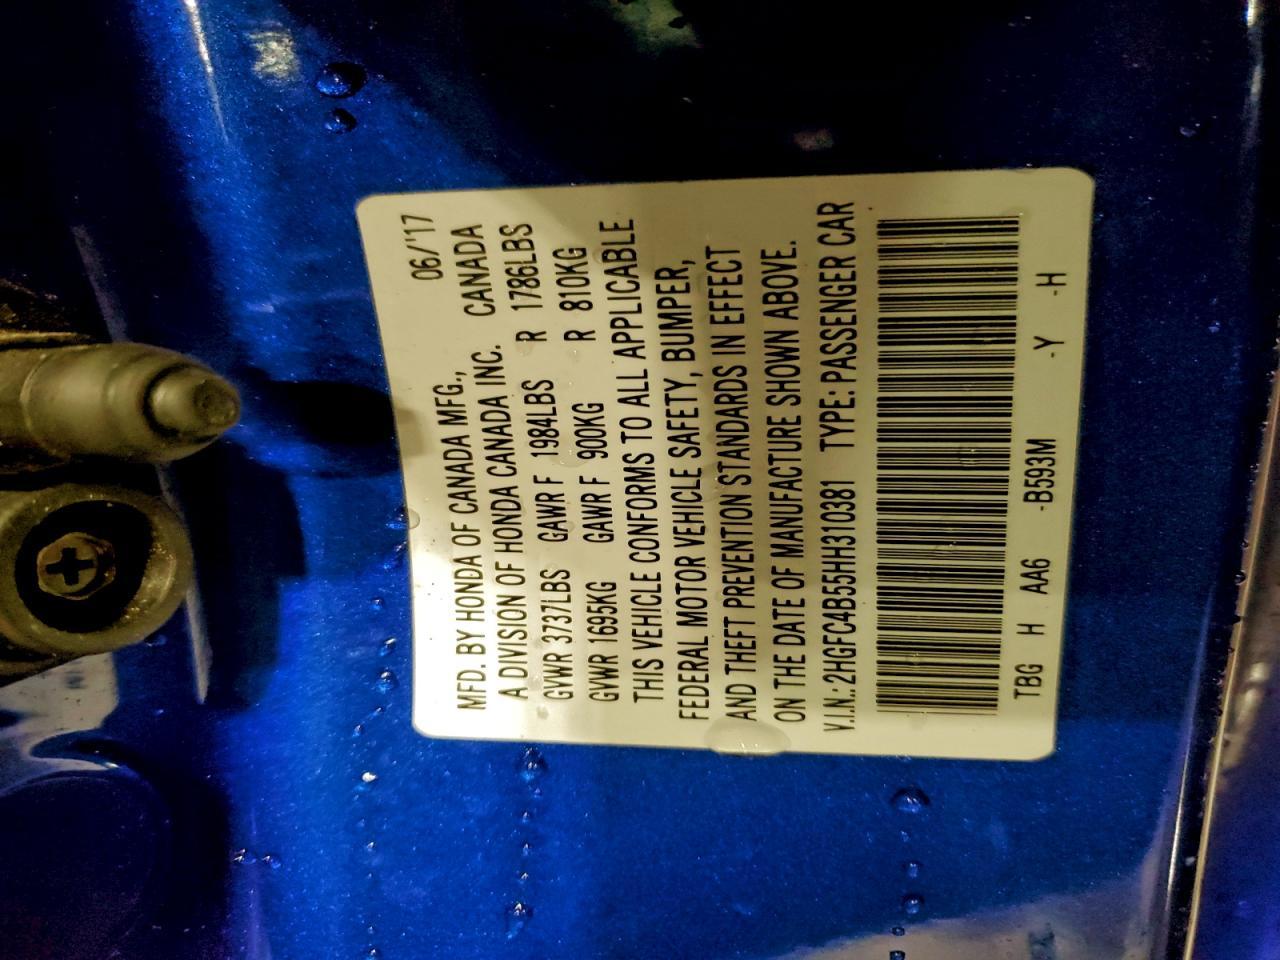 06/'17
MFD. BY HONDA OF CANADA MFG.,
A DIVISION OF HONDA CANADA INC. CANADA
GVWR 3737LBS GAWR F 1984LBS R 1786LBS
GVWR 1695KG GAWR F 900KG R 810KG
THIS VEHICLE CONFORMS TO ALL APPLICABLE
FEDERAL MOTOR VEHICLE SAFETY, BUMPER,
AND THEFT PREVENTION STANDARDS IN EFFECT
ON THE DATE OF MANUFACTURE SHOWN ABOVE.
V.I.N.: 2HGFC4B55HH310381 TYPE: PASSENGER CAR
TBG H AA6 -B593M -Y -H